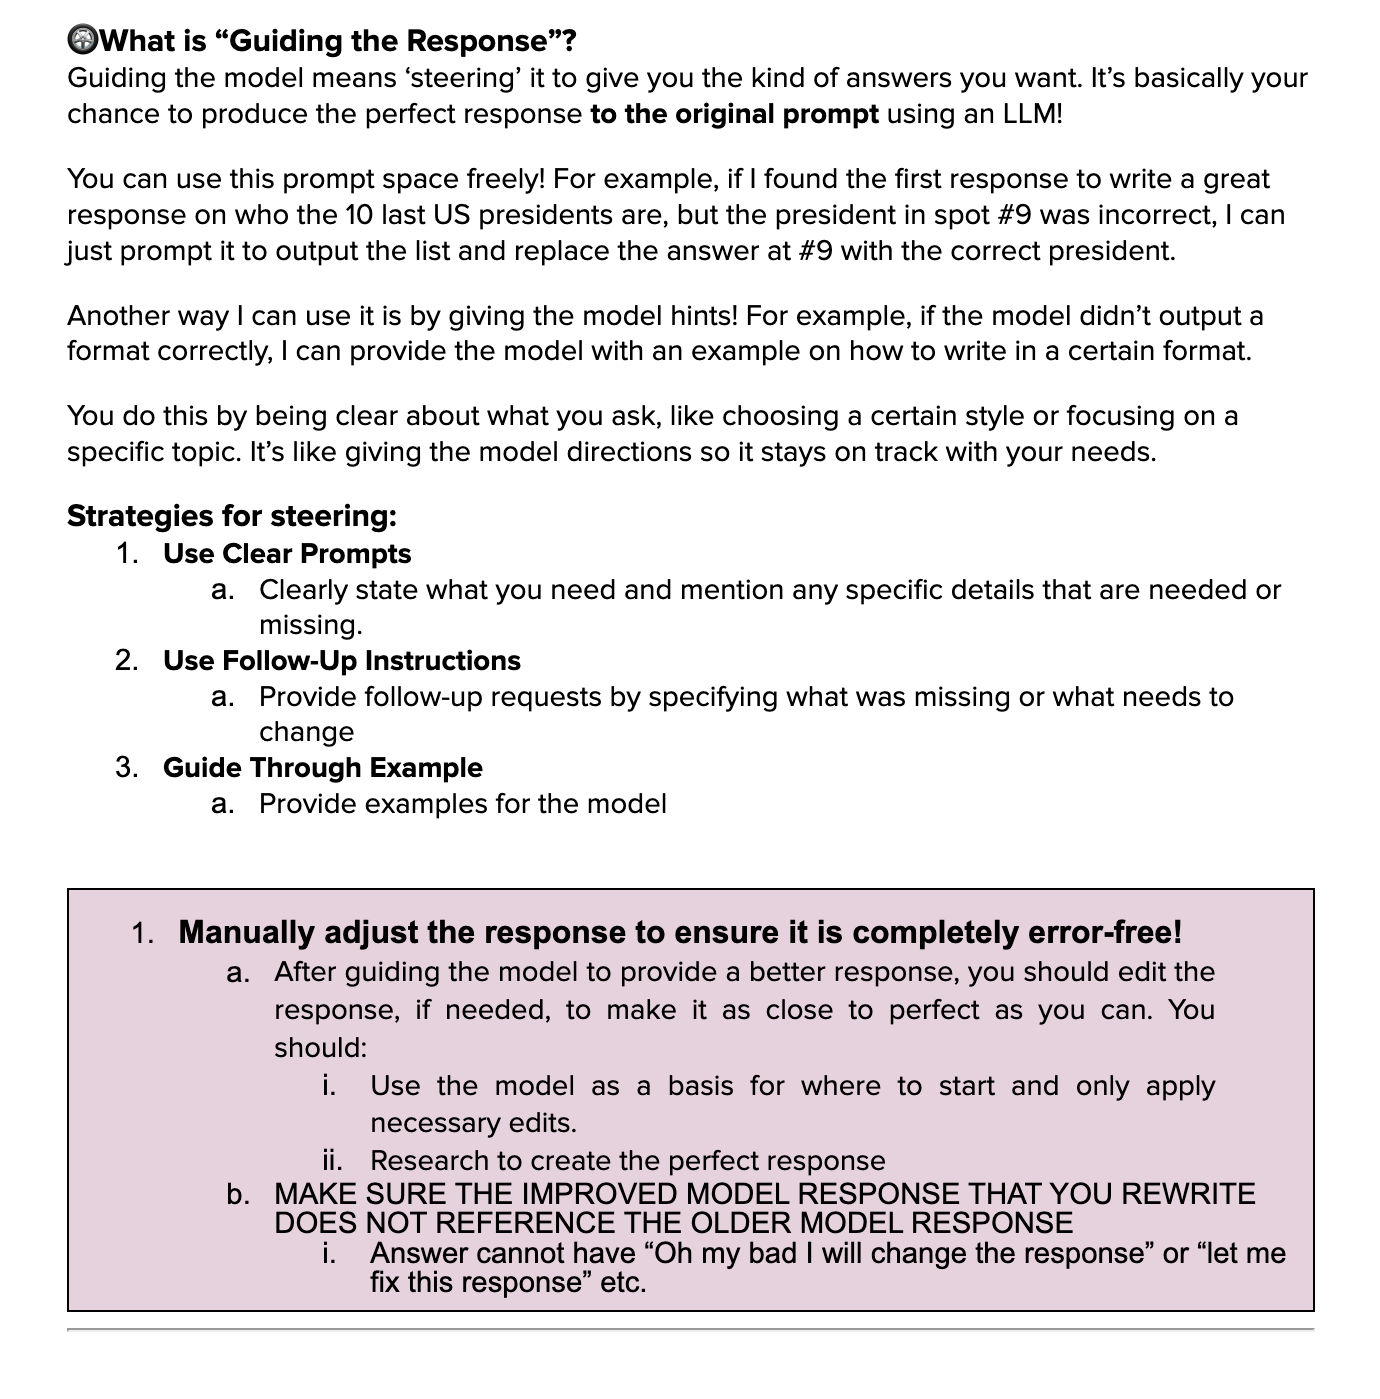 What is “Guiding the Response”?
Guiding the model means ‘steering’ it to give you the kind of answers you want. It’s basically your
chance to produce the perfect response to the original prompt using an LLM!
You can use this prompt space freely! For example, if I found the first response to write a great
response on who the 10 last US presidents are, but the president in spot #9 was incorrect, I can
just prompt it to output the list and replace the answer at #9 with the correct president.
Another way I can use it is by giving the model hints! For example, if the model didn’t output a
format correctly, I can provide the model with an example on how to write in a certain format.
You do this by being clear about what you ask, like choosing a certain style or focusing on a
specific topic. It’s like giving the model directions so it stays on track with your needs.
Strategies for steering:
1. Use Clear Prompts
a. Clearly state what you need and mention any specific details that are needed or
missing.
2. Use Follow-Up Instructions
a. Provide follow-up requests by specifying what was missing or what needs to
change
3. Guide Through Example
a. Provide examples for the model
1. Manually adjust the response to ensure it is completely error-free!
a. After guiding the model to provide a better response, you should edit the
response, if needed, to make it as close to perfect as you can. You
should:
i. Use the model as a basis for where to start and only apply
necessary edits.
ii. Research to create the perfect response
b. MAKE SURE THE IMPROVED MODEL RESPONSE THAT YOU REWRITE
DOES NOT REFERENCE THE OLDER MODEL RESPONSE
i. Answer cannot have “Oh my bad I will change the response” or “let me
fix this response” etc.